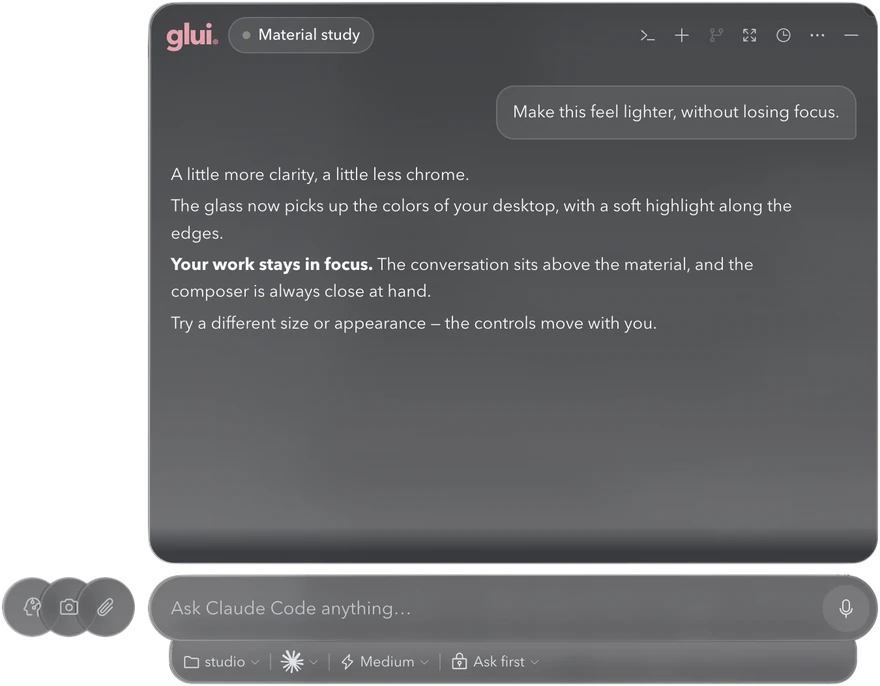 glui.
Material study
Make this feel lighter, without losing focus.
A little more clarity, a little less chrome.
The glass now picks up the colors of your desktop, with a soft highlight along the
edges.
Your work stays in focus. The conversation sits above the material, and the
composer is always close at hand.
Try a different size or appearance – the controls move with you.
Ask Claude Code anything…
studio
Medium
Ask first